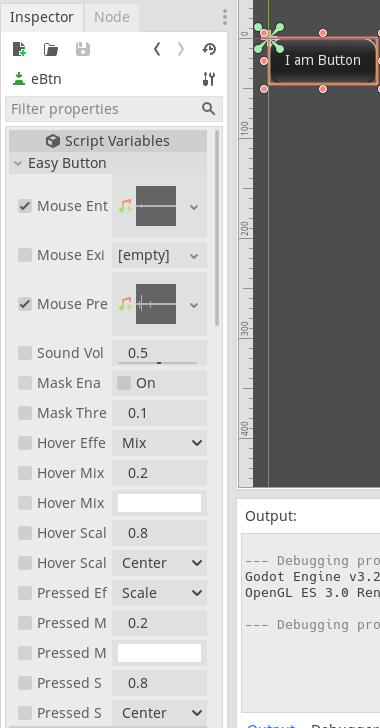 Inspector
Node
eBtn
Filter properties
Script Variables
Easy Button
Mouse Ent
Mouse Exi
[empty]
Mouse Pre
Sound Vol
0.5
Mask Ena
On
Mask Thre
0.1
Hover Effe
Mix
Hover Mix
0.2
Hover Mix
Hover Scal
0.8
Hover Scal
Center
Pressed Ef
Scale
Pressed M
0.2
Pressed M
Pressed S
0.8
Pressed S
Center
0
I am Button
100
200
300
400
Output:
--- Debugging pro
Godot Engine v3.2
OpenGL ES 3.0 Ren
--- Debugging pro
Output
Debugger